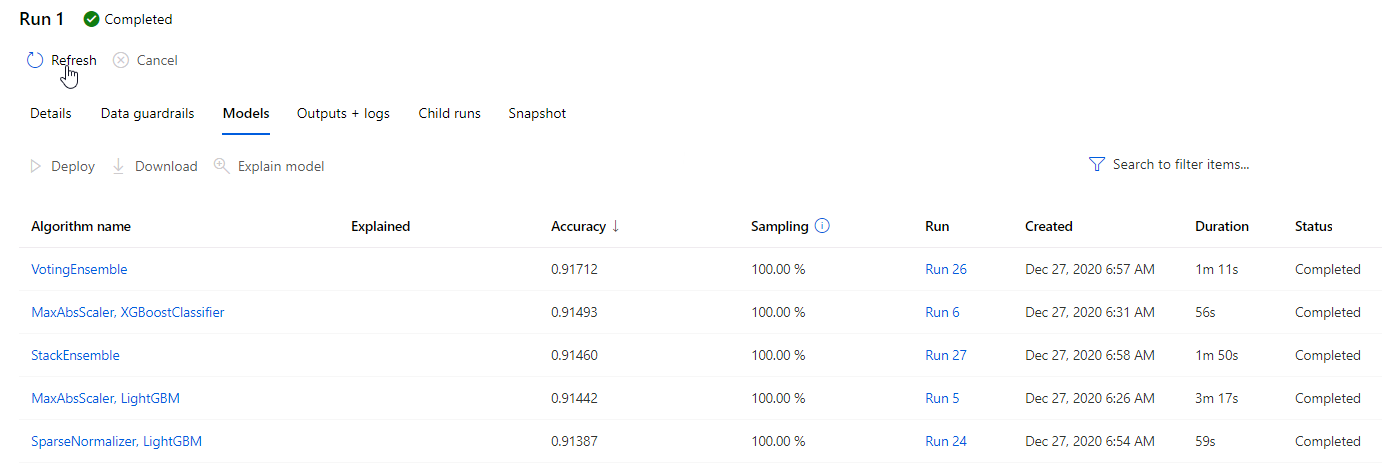 Run 1 Completed
Refresh Cancel
Details Data guardrails Models Outputs + logs Child runs Snapshot
Deploy Download Explain model Search to filter items...
Algorithm name Explained Accuracy ↓ Sampling Run Created Duration Status
VotingEnsemble 0.91712 100.00 % Run 26 Dec 27, 2020 6:57 AM 1m 11s Completed
MaxAbsScaler, XGBoostClassifier 0.91493 100.00 % Run 6 Dec 27, 2020 6:31 AM 56s Completed
StackEnsemble 0.91460 100.00 % Run 27 Dec 27, 2020 6:58 AM 1m 50s Completed
MaxAbsScaler, LightGBM 0.91442 100.00 % Run 5 Dec 27, 2020 6:26 AM 3m 17s Completed
SparseNormalizer, LightGBM 0.91387 100.00 % Run 24 Dec 27, 2020 6:54 AM 59s Completed